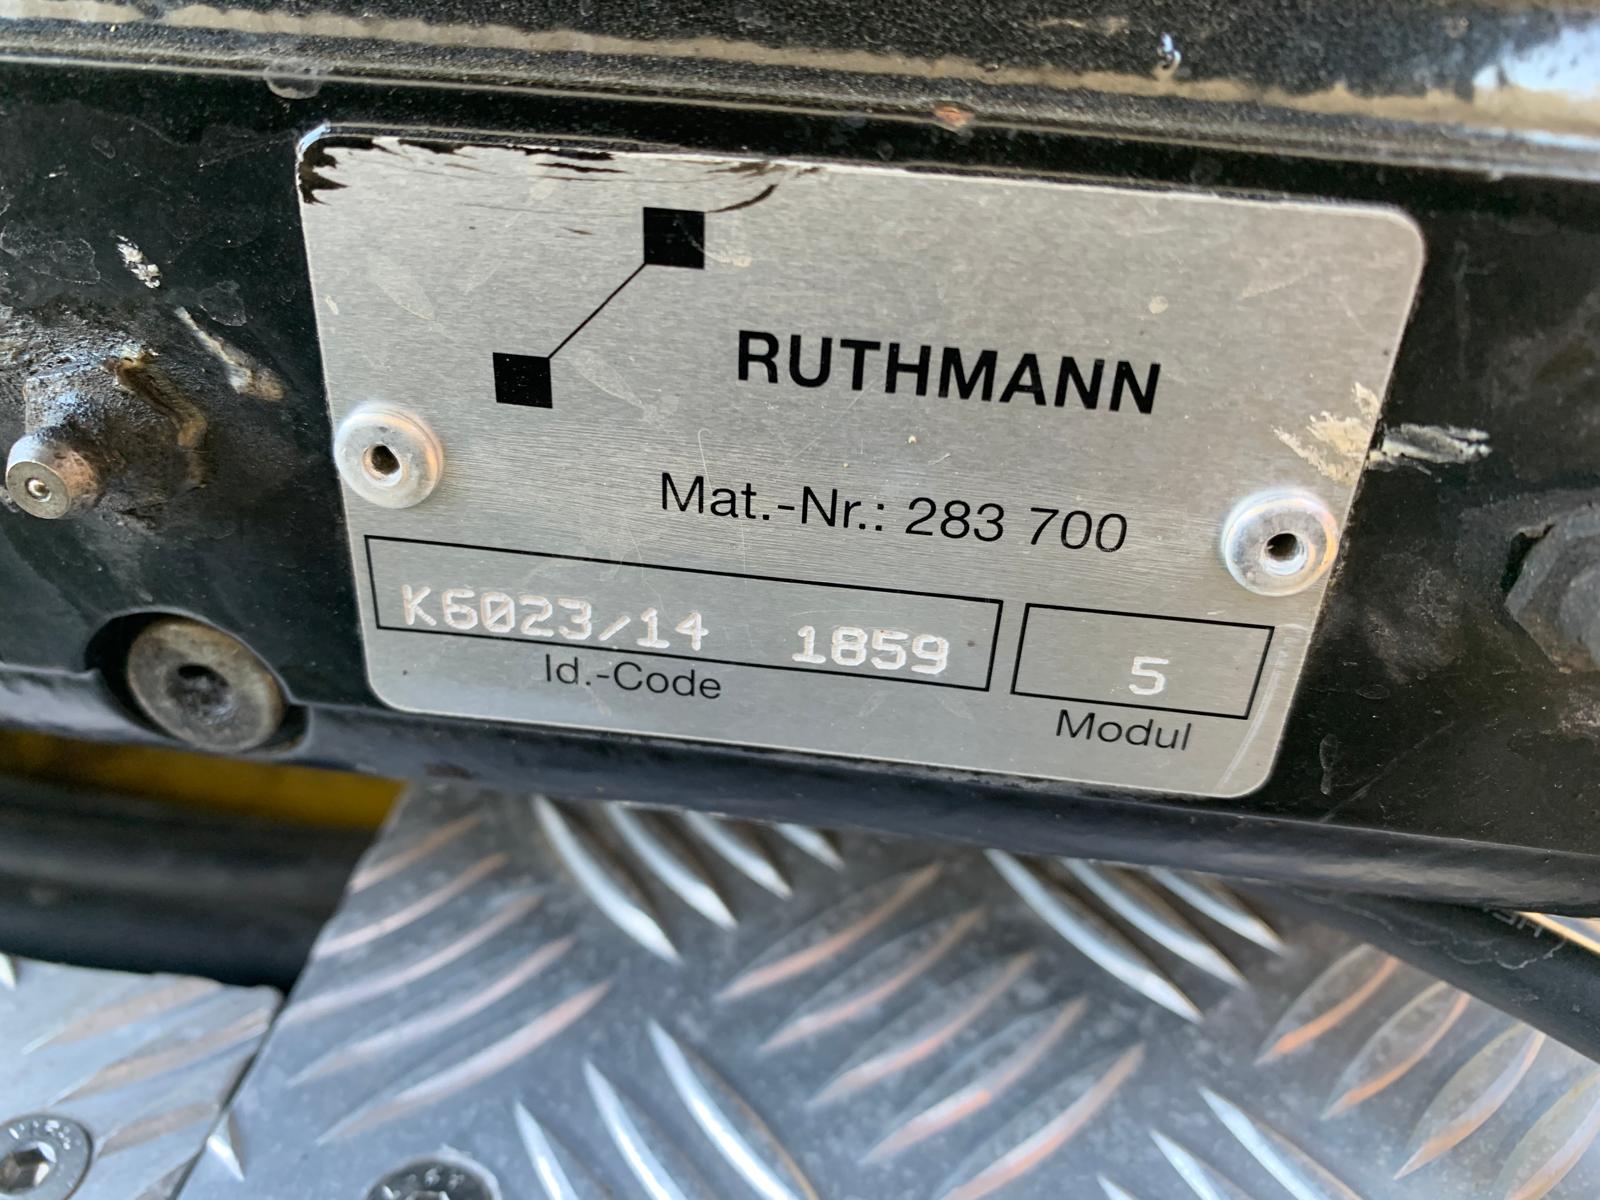 RUTHMANN
Mat.-Nr.: 283 700
K6023/14 1859
Id.-Code
5
Modul